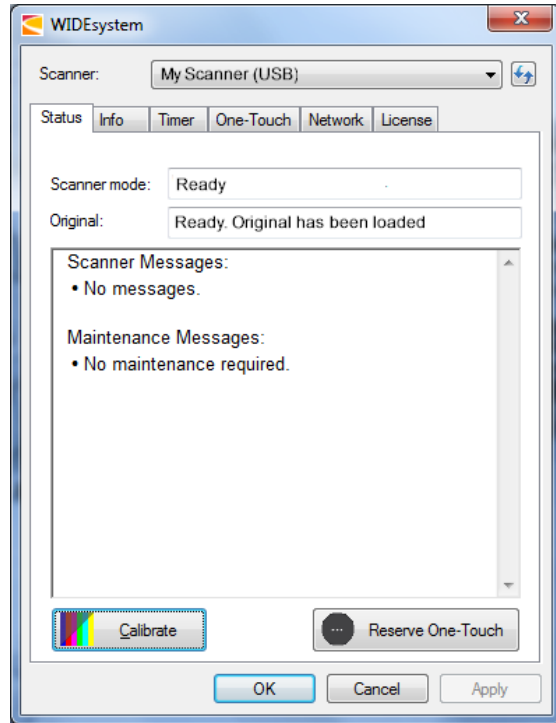 WIDEsystem
Scanner: My Scanner (USB)
Status Info Timer One-Touch Network License
Scanner mode: Ready
Original: Ready. Original has been loaded
Scanner Messages:
• No messages.
Maintenance Messages:
• No maintenance required.
Calibrate Reserve One-Touch
OK Cancel Apply